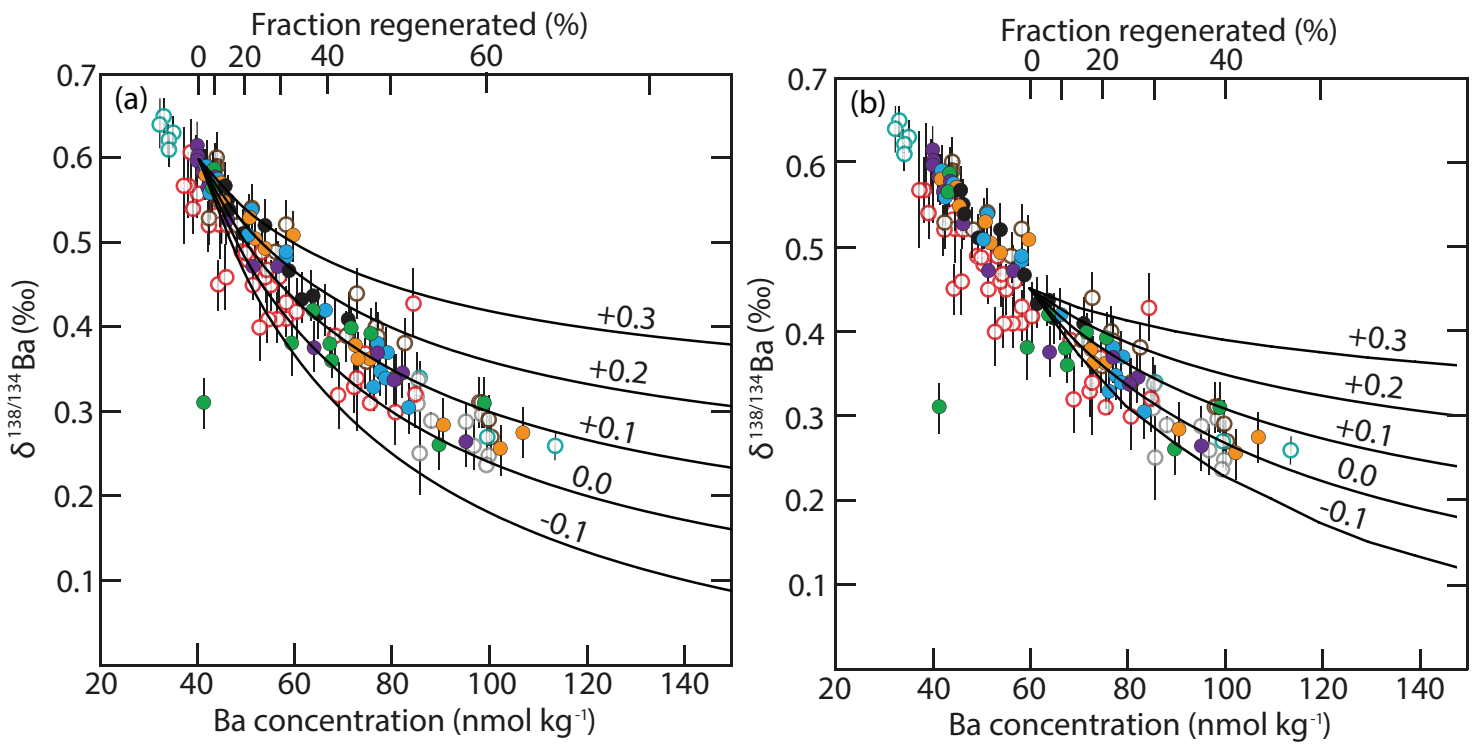 Fraction regenerated (%)
0 20 40 60
(a)
0.7
0.6
0.5
0.4
0.3
0.2
0.1
δ138/134Ba (‰)
+0.3
+0.2
+0.1
0.0
-0.1
20 40 60 80 100 120 140
Ba concentration (nmol kg-1)
Fraction regenerated (%)
0 20 40
(b)
0.7
0.6
0.5
0.4
0.3
0.2
0.1
δ138/134Ba (‰)
+0.3
+0.2
+0.1
0.0
-0.1
20 40 60 80 100 120 140
Ba concentration (nmol kg-1)